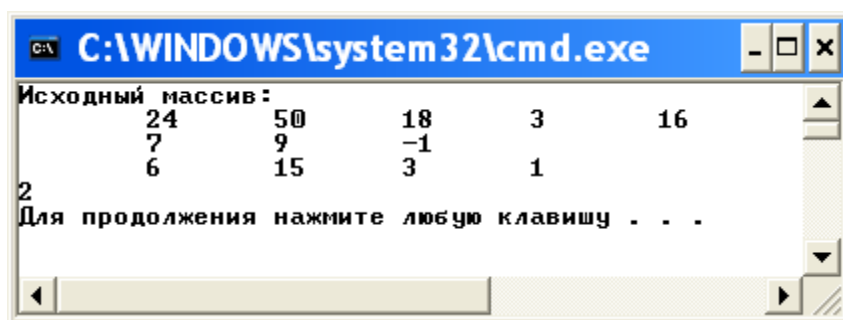 C:\WINDOWS\system32\cmd.exe
Исходный массив:
24 50 18 3 16
7 9 -1
6 15 3 1
2
Для продолжения нажмите любую клавишу . . .